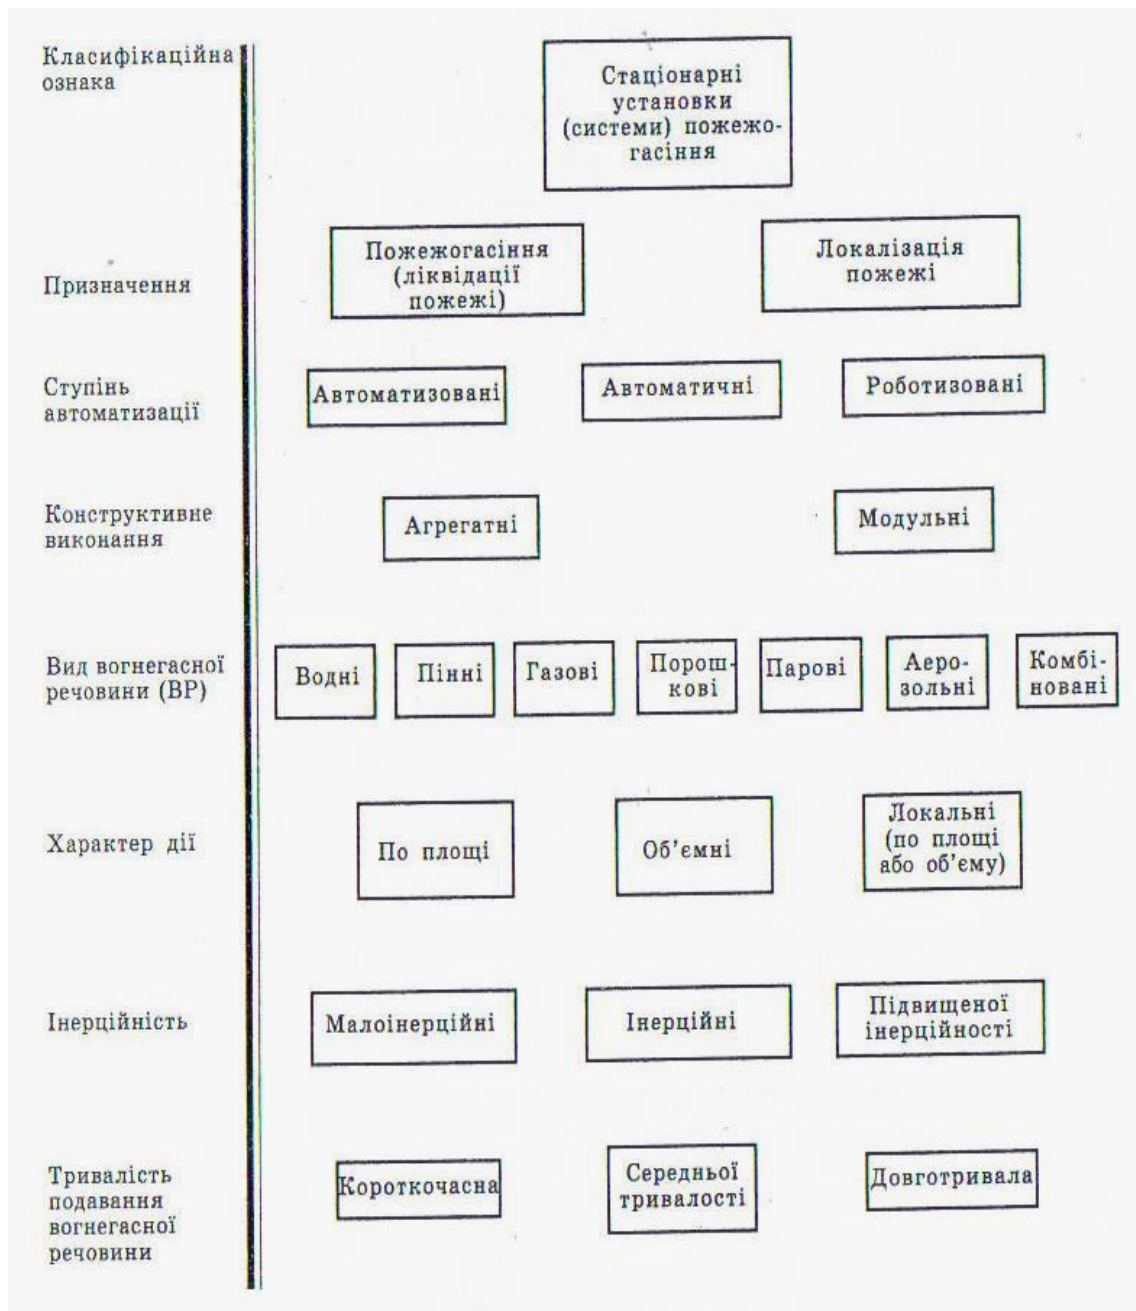 Класифікаційна
ознака
Стаціонарні
установки
(системи) пожежо-
гасіння
Призначення
Пожежогасіння
(ліквідації
пожежі)
Локалізація
пожежі
Ступінь
автоматизації
Автоматизовані
Автоматичні
Роботизовані
Конструктивне
виконання
Агрегатні
Модульні
Вид вогнегасної
речовини (ВР)
Водні
Пінні
Газові
Порош-
кові
Парові
Аеро-
зольні
Комбі-
новані
Характер дії
По площі
Об'ємні
Локальні
(по площі
або об'єму)
Інерційність
Малоінерційні
Інерційні
Підвищеної
інерційності
Тривалість
подавання
вогнегасної
речовини
Короткочасна
Середньої
тривалості
Довготривала